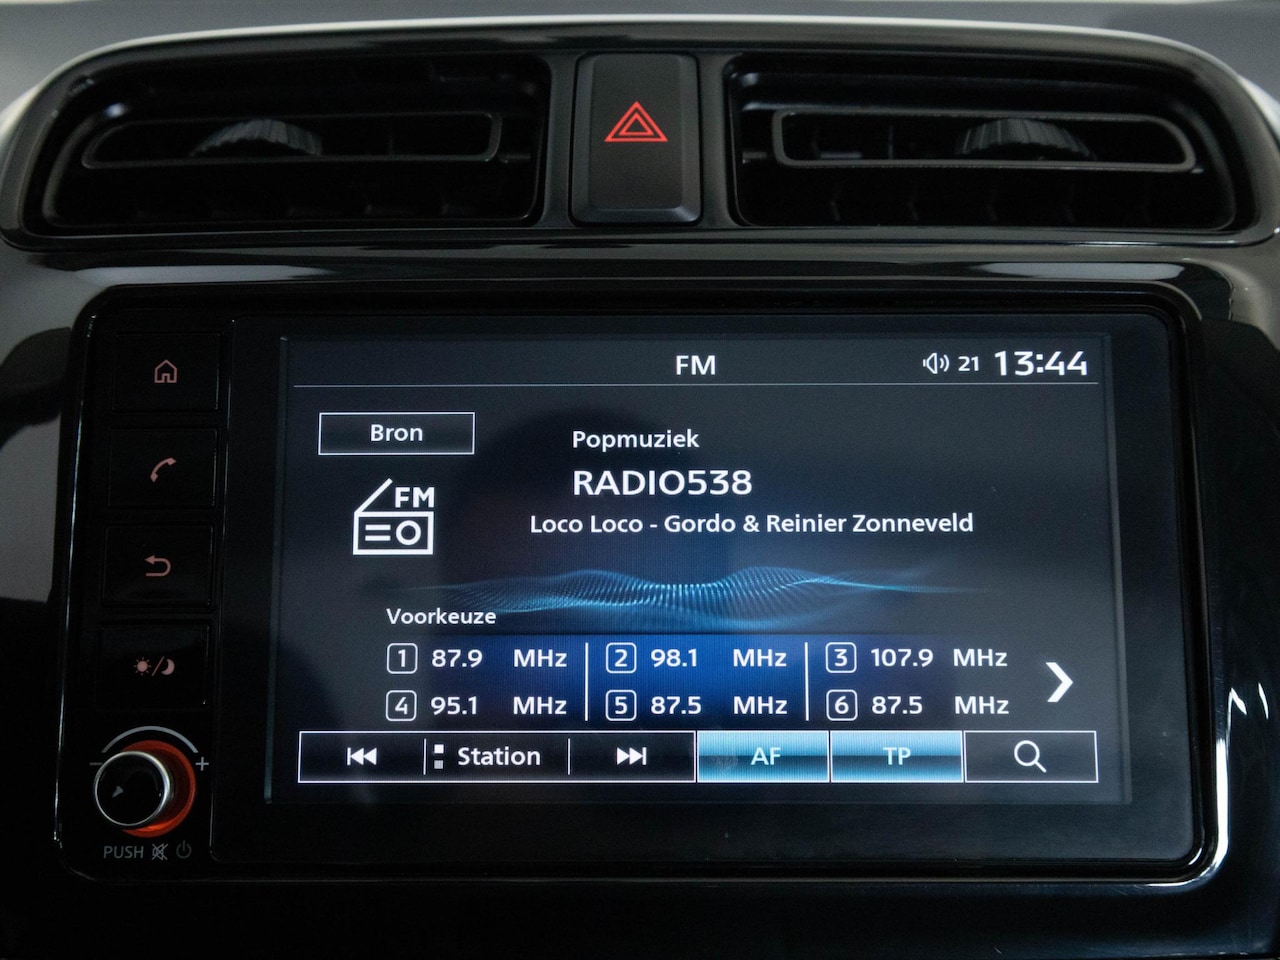 FM 21 13:44
Bron
Popmuziek
RADIO538
FM
Loco Loco - Gordo & Reinier Zonneveld
Voorkeuze
1 87.9 MHz 2 98.1 MHz 3 107.9 MHz
4 95.1 MHz 5 87.5 MHz 6 87.5 MHz
Station AF TP
- +
PUSH